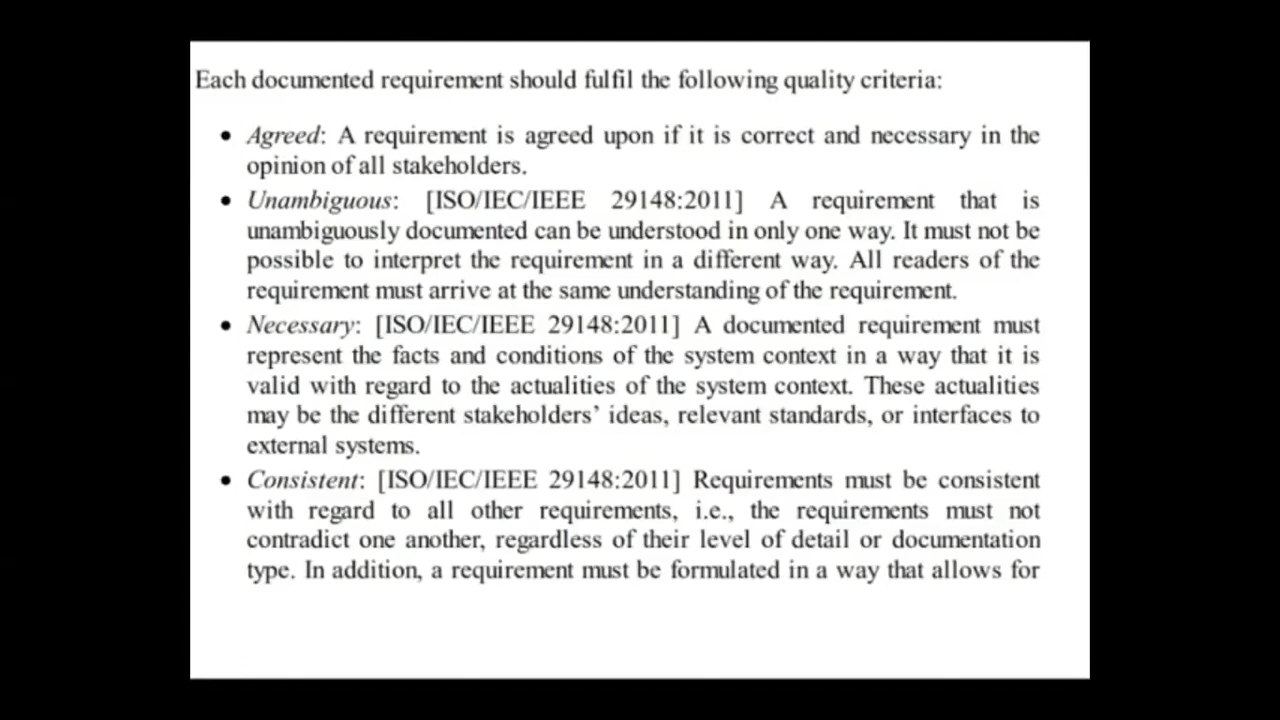 Each documented requirement should fulfil the following quality criteria:
• Agreed: A requirement is agreed upon if it is correct and necessary in the
opinion of all stakeholders.
• Unambiguous: [ISO/IEC/IEEE 29148:2011] A requirement that is
unambiguously documented can be understood in only one way. It must not be
possible to interpret the requirement in a different way. All readers of the
requirement must arrive at the same understanding of the requirement.
• Necessary: [ISO/IEC/IEEE 29148:2011] A documented requirement must
represent the facts and conditions of the system context in a way that it is
valid with regard to the actualities of the system context. These actualities
may be the different stakeholders’ ideas, relevant standards, or interfaces to
external systems.
• Consistent: [ISO/IEC/IEEE 29148:2011] Requirements must be consistent
with regard to all other requirements, i.e., the requirements must not
contradict one another, regardless of their level of detail or documentation
type. In addition, a requirement must be formulated in a way that allows for